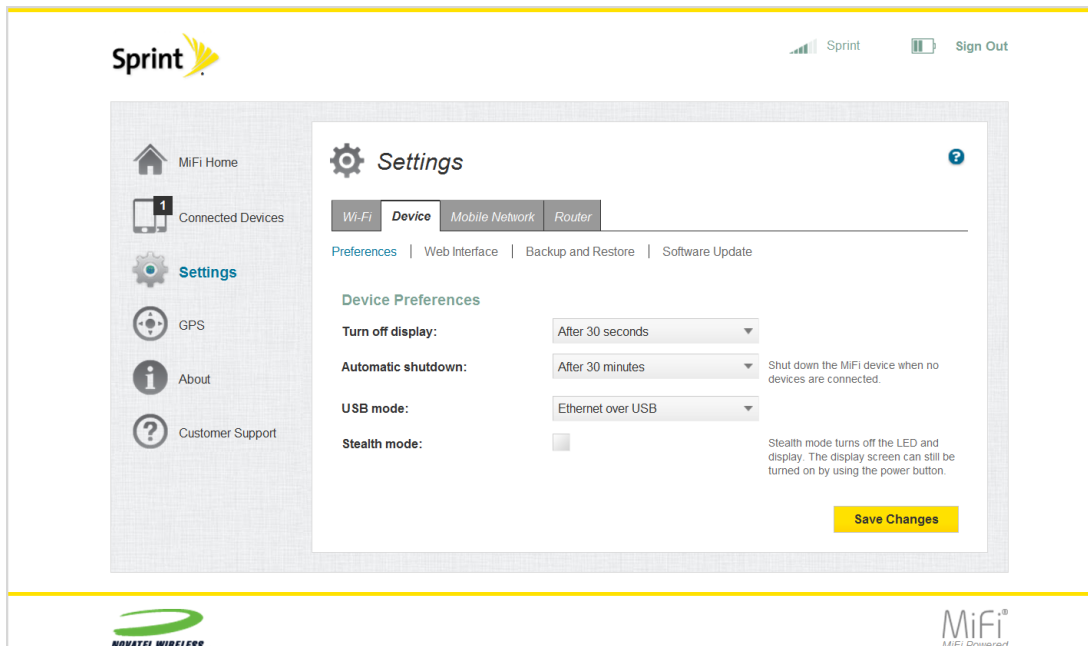 Sprint
Sprint
Sign Out
MiFi Home
1
Connected Devices
Settings
GPS
About
Customer Support
Settings
Wi-Fi Device Mobile Network Router
Preferences | Web Interface | Backup and Restore | Software Update
Device Preferences
Turn off display: After 30 seconds
Automatic shutdown: After 30 minutes
Shut down the MiFi device when no
devices are connected.
USB mode: Ethernet over USB
Stealth mode:
Stealth mode turns off the LED and
display. The display screen can still be
turned on by using the power button.
Save Changes
NOVATEL WIRELESS
MiFi®
MiFi Powered